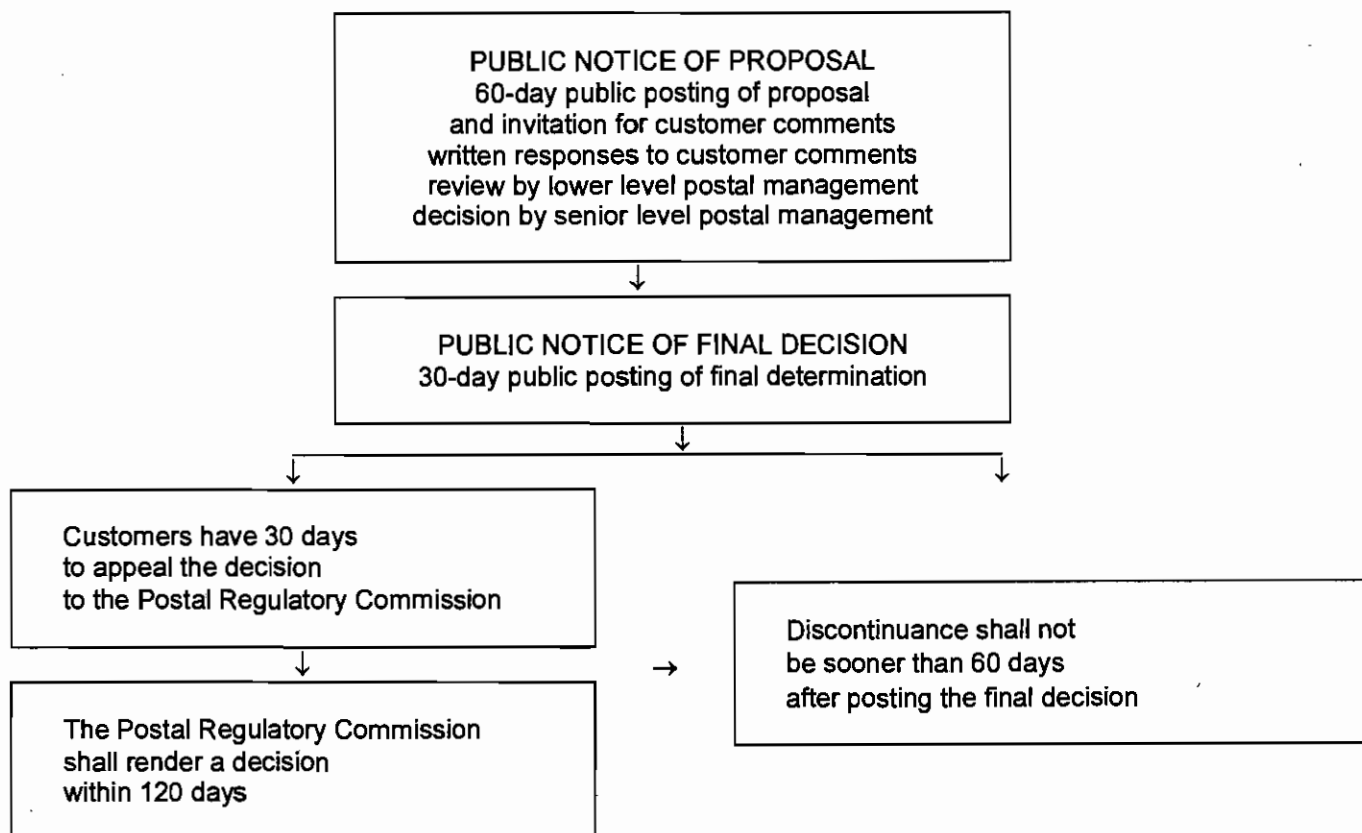 PUBLIC NOTICE OF PROPOSAL
60-day public posting of proposal
and invitation for customer comments
written responses to customer comments
review by lower level postal management
decision by senior level postal management
PUBLIC NOTICE OF FINAL DECISION
30-day public posting of final determination
Customers have 30 days
to appeal the decision
to the Postal Regulatory Commission
The Postal Regulatory Commission
shall render a decision
within 120 days
Discontinuance shall not
be sooner than 60 days
after posting the final decision